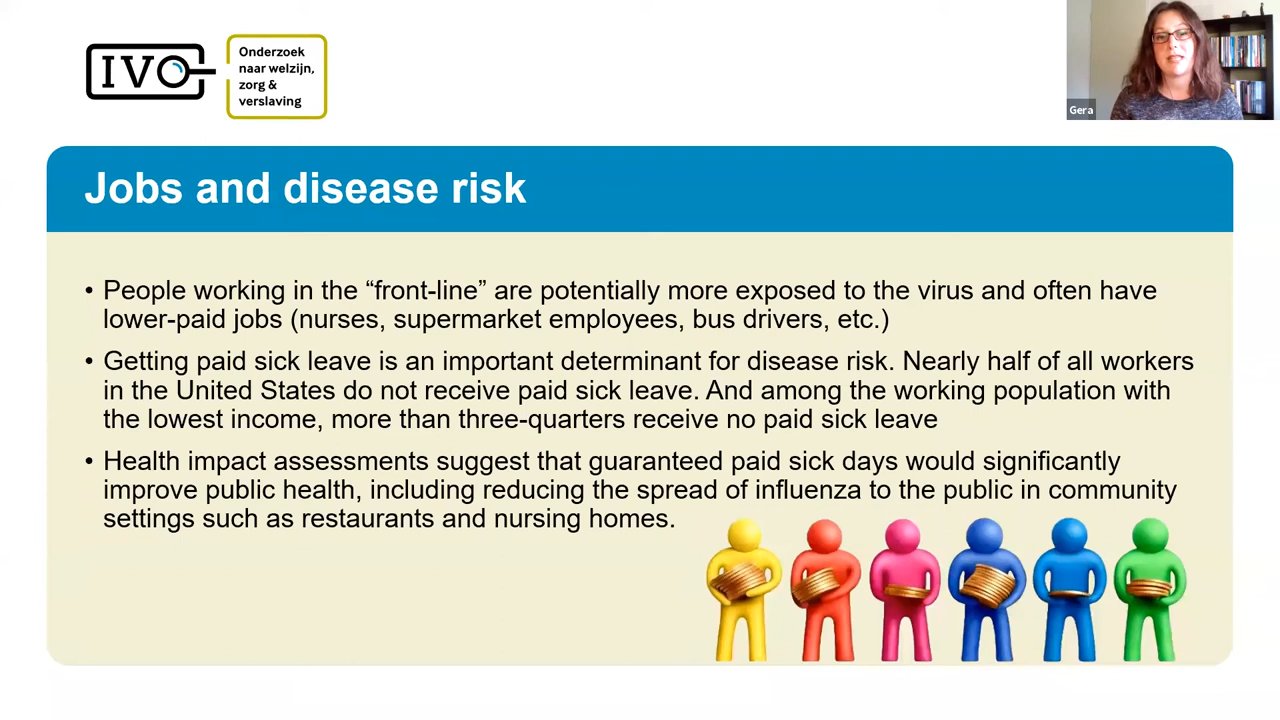 IVO
Onderzoek
naar welzijn,
zorg &
verslaving
Gera
Jobs and disease risk
• People working in the “front-line” are potentially more exposed to the virus and often have
lower-paid jobs (nurses, supermarket employees, bus drivers, etc.)
• Getting paid sick leave is an important determinant for disease risk. Nearly half of all workers
in the United States do not receive paid sick leave. And among the working population with
the lowest income, more than three-quarters receive no paid sick leave
• Health impact assessments suggest that guaranteed paid sick days would significantly
improve public health, including reducing the spread of influenza to the public in community
settings such as restaurants and nursing homes.